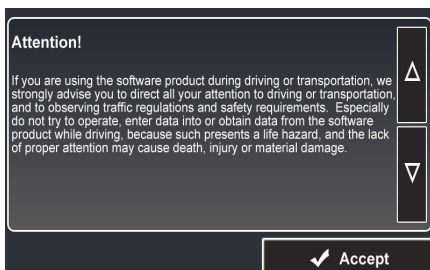 Attention!
If you are using the software product during driving or transportation, we
strongly advise you to direct all your attention to driving or transportation,
and to observing traffic regulations and safety requirements.  Especially
do not try to operate, enter data into or obtain data from the software
product while driving, because such presents a life hazard, and the lack
of proper attention may cause death, injury or material damage.
Accept